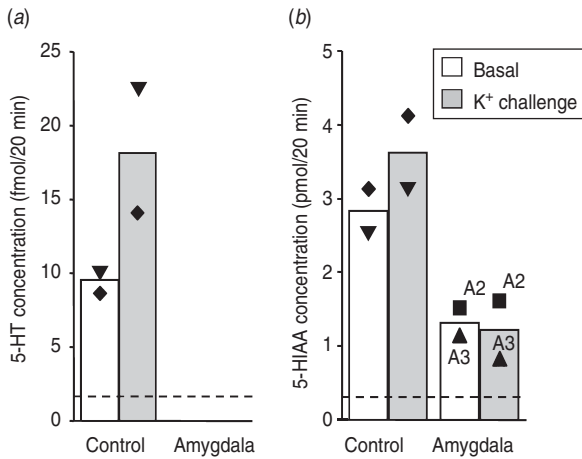 (a)
5-HT concentration (fmol/20 min)
25
20
15
10
5
0
Control Amygdala
(b)
5-HIAA concentration (pmol/20 min)
5
4
3
2
1
0
Basal
K+ challenge
A2 A2
A3 A3
Control Amygdala